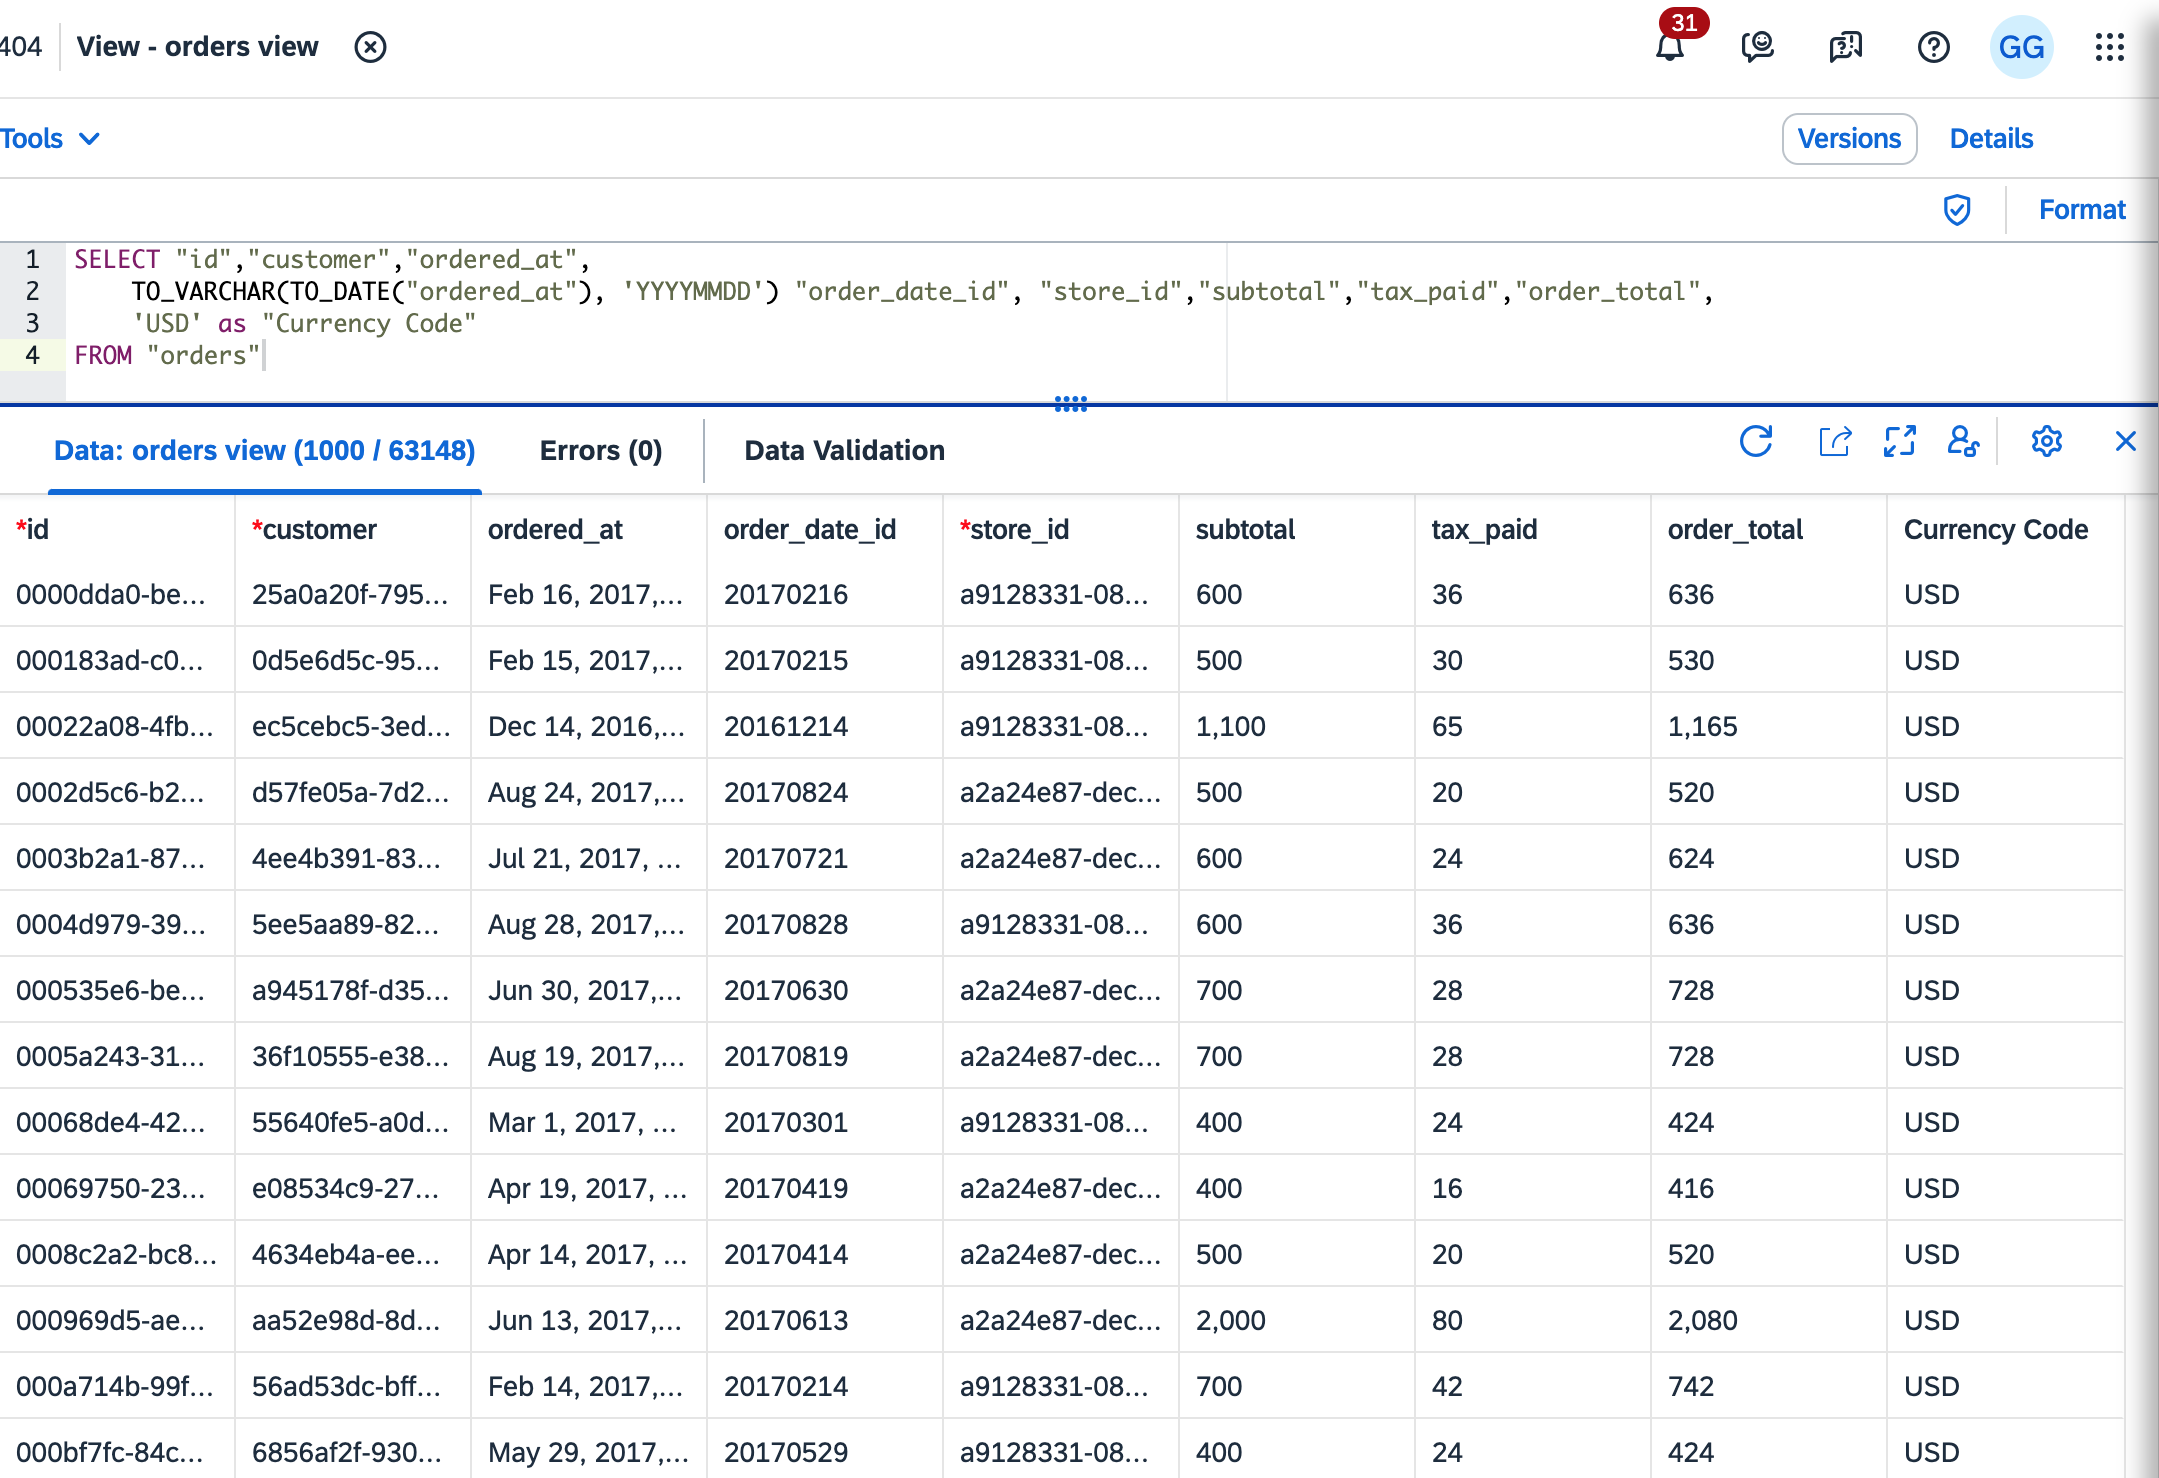 404 View - orders view 31 GG
Tools Versions Details
Format
1 SELECT "id","customer","ordered_at",
2 TO_VARCHAR(TO_DATE("ordered_at"), 'YYYYMMDD') "order_date_id", "store_id","subtotal","tax_paid","order_total",
3 'USD' as "Currency Code"
4 FROM "orders"
Data: orders view (1000 / 63148) Errors (0) Data Validation
*id *customer ordered_at order_date_id *store_id subtotal tax_paid order_total Currency Code
0000dda0-be... 25a0a20f-795... Feb 16, 2017,... 20170216 a9128331-08... 600 36 636 USD
000183ad-c0... 0d5e6d5c-95... Feb 15, 2017,... 20170215 a9128331-08... 500 30 530 USD
00022a08-4fb... ec5cebc5-3ed... Dec 14, 2016,... 20161214 a9128331-08... 1,100 65 1,165 USD
0002d5c6-b2... d57fe05a-7d2... Aug 24, 2017,... 20170824 a2a24e87-dec... 500 20 520 USD
0003b2a1-87... 4ee4b391-83... Jul 21, 2017, ... 20170721 a2a24e87-dec... 600 24 624 USD
0004d979-39... 5ee5aa89-82... Aug 28, 2017,... 20170828 a9128331-08... 600 36 636 USD
000535e6-be... a945178f-d35... Jun 30, 2017,... 20170630 a2a24e87-dec... 700 28 728 USD
0005a243-31... 36f10555-e38... Aug 19, 2017,... 20170819 a2a24e87-dec... 700 28 728 USD
00068de4-42... 55640fe5-a0d... Mar 1, 2017, ... 20170301 a9128331-08... 400 24 424 USD
00069750-23... e08534c9-27... Apr 19, 2017, ... 20170419 a2a24e87-dec... 400 16 416 USD
0008c2a2-bc8... 4634eb4a-ee... Apr 14, 2017, ... 20170414 a2a24e87-dec... 500 20 520 USD
000969d5-ae... aa52e98d-8d... Jun 13, 2017,... 20170613 a2a24e87-dec... 2,000 80 2,080 USD
000a714b-99f... 56ad53dc-bff... Feb 14, 2017,... 20170214 a9128331-08... 700 42 742 USD
000bf7fc-84c... 6856af2f-930... May 29, 2017,... 20170529 a9128331-08... 400 24 424 USD